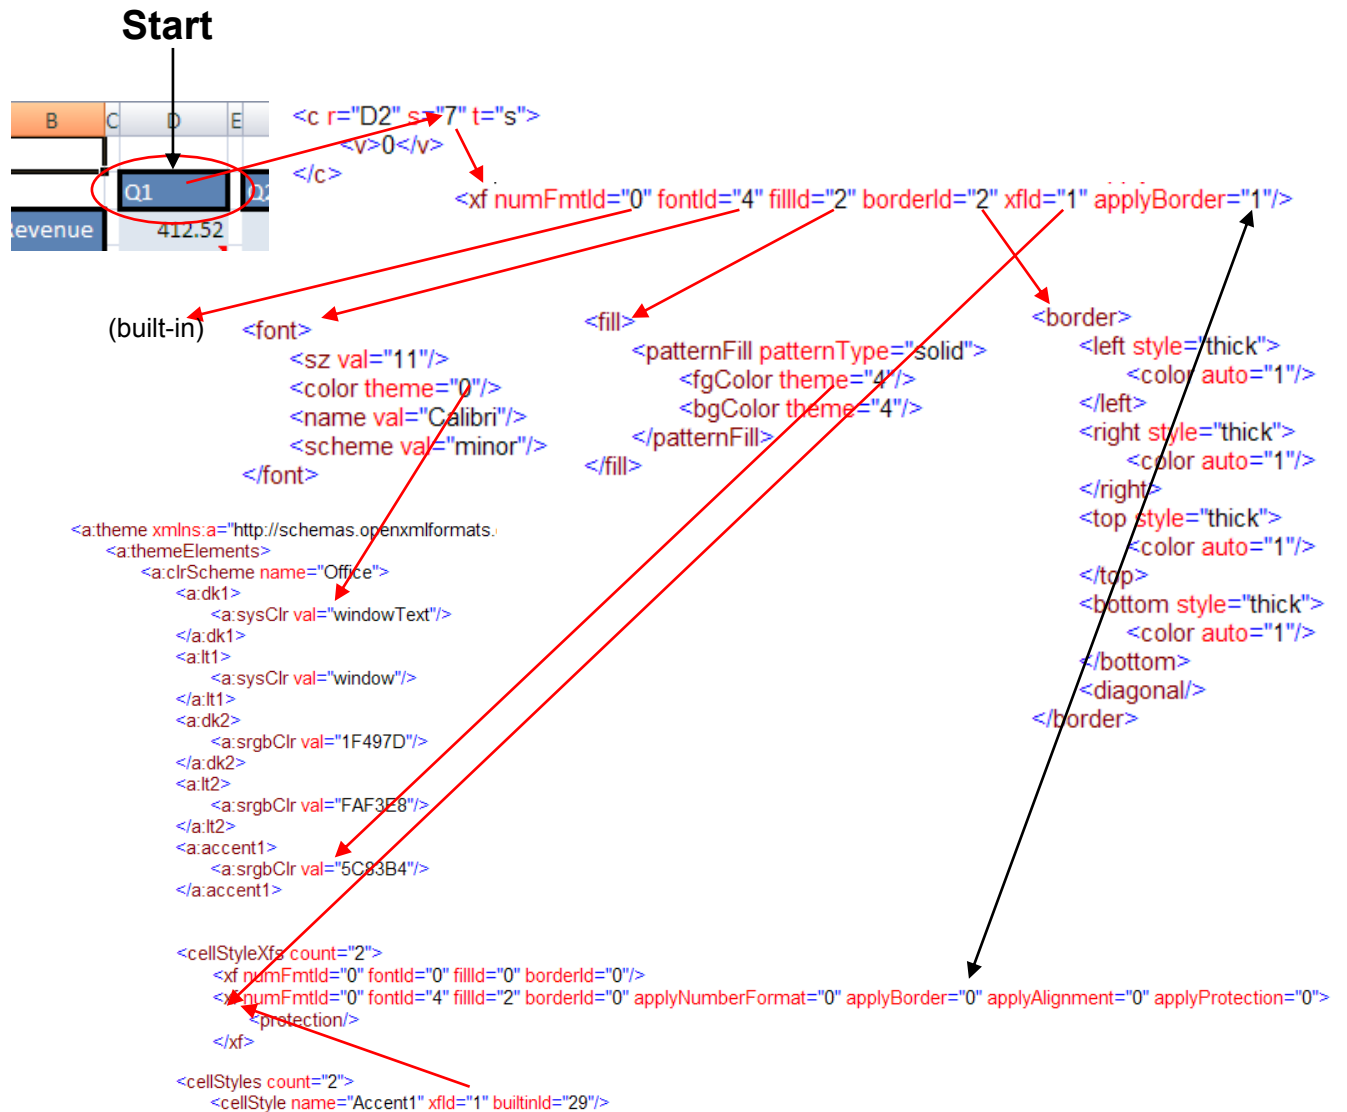 Start
B C D E
Q1 Q2
Revenue 412.52
<c r="D2" s="7" t="s">
<v>0</v>
</c>
<xf numFmtId="0" fontId="4" fillId="2" borderId="2" xfId="1" applyBorder="1"/>
(built-in)
<font>
<sz val="11"/>
<color theme="0"/>
<name val="Calibri"/>
<scheme val="minor"/>
</font>
<fill>
<patternFill patternType="solid">
<fgColor theme="4"/>
<bgColor theme="4"/>
</patternFill>
</fill>
<border>
<left style="thick">
<color auto="1"/>
</left>
<right style="thick">
<color auto="1"/>
</right>
<top style="thick">
<color auto="1"/>
</top>
<bottom style="thick">
<color auto="1"/>
</bottom>
<diagonal/>
</border>
<a:theme xmlns:a="http://schemas.openxmlformats.
<a:themeElements>
<a:clrScheme name="Office">
<a:dk1>
<a:sysClr val="windowText"/>
</a:dk1>
<a:lt1>
<a:sysClr val="window"/>
</a:lt1>
<a:dk2>
<a:srgbClr val="1F497D"/>
</a:dk2>
<a:lt2>
<a:srgbClr val="FAF3E8"/>
</a:lt2>
<a:accent1>
<a:srgbClr val="5C83B4"/>
</a:accent1>
<cellStyleXfs count="2">
<xf numFmtId="0" fontId="0" fillId="0" borderId="0"/>
<xf numFmtId="0" fontId="4" fillId="2" borderId="0" applyNumberFormat="0" applyBorder="0" applyAlignment="0" applyProtection="0">
<protection/>
</xf>
<cellStyles count="2">
<cellStyle name="Accent1" xfId="1" builtinId="29"/>